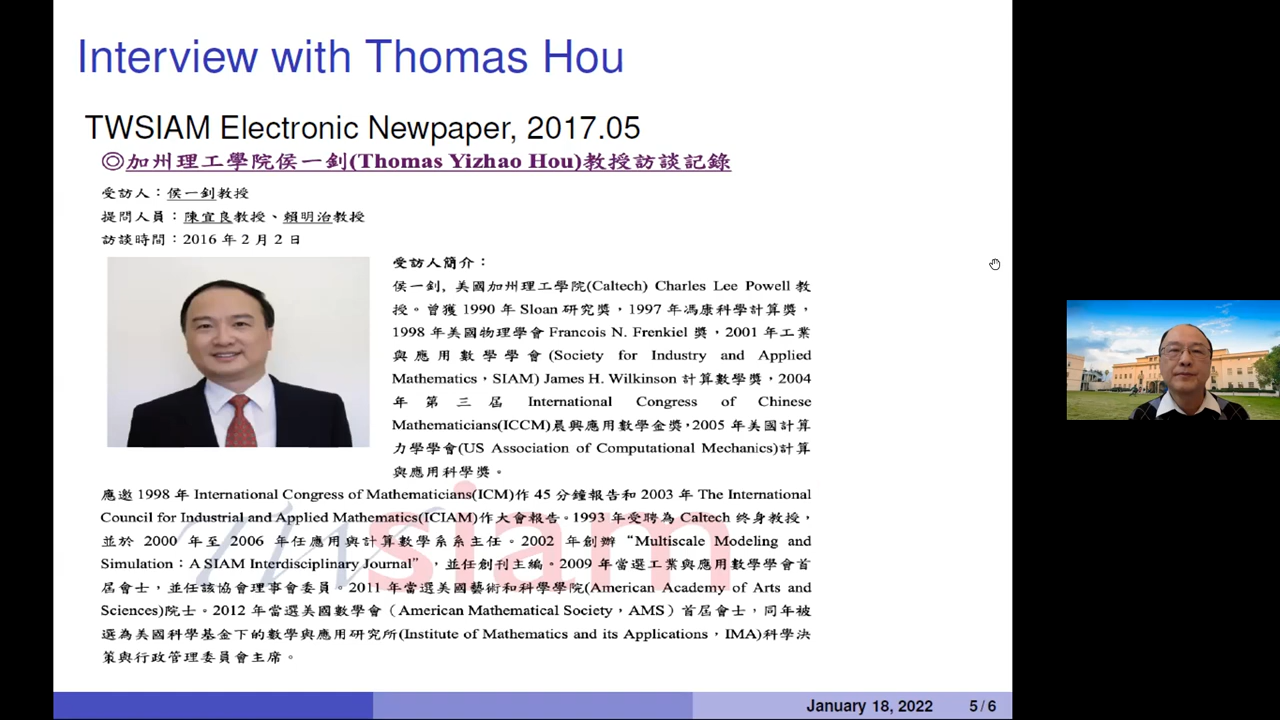 Interview with Thomas Hou
TWSIAM Electronic Newpaper, 2017.05
◎加州理工學院侯一釗(Thomas Yizhao Hou)教授訪談記錄
受訪人：侯一釗教授
提問人員：陳宜良教授、賴明治教授
訪談時間：2016 年 2 月 2 日
受訪人簡介：
侯一釗, 美國加州理工學院(Caltech) Charles Lee Powell 教
授。曾獲 1990 年 Sloan 研究獎，1997 年馮康科學計算獎，
1998 年美國物理學會 Francois N. Frenkiel 獎，2001 年工業
與應用數學學會 (Society for Industry and Applied
Mathematics，SIAM) James H. Wilkinson 計算數學獎，2004
年 第 三 屆 International Congress of Chinese
Mathematicians(ICCM)晨興應用數學金獎，2005 年美國計算
力學學會(US Association of Computational Mechanics)計算
與應用科學獎。
應邀 1998 年 International Congress of Mathematicians(ICM)作 45 分鐘報告和 2003 年 The International
Council for Industrial and Applied Mathematics(ICIAM)作大會報告。1993 年受聘為 Caltech 終身教授，
並於 2000 年至 2006 年任應用與計算數學系系主任。2002 年創辦 “Multiscale Modeling and
Simulation：A SIAM Interdisciplinary Journal”，並任創刊主編。2009 年當選工業與應用數學學會首
屆會士，並任該協會理事會委員。2011 年當選美國藝術和科學學院(American Academy of Arts and
Sciences)院士。2012 年當選美國數學會（American Mathematical Society，AMS）首屆會士，同年被
選為美國科學基金下的數學與應用研究所(Institute of Mathematics and its Applications，IMA)科學決
策與行政管理委員會主席。
TWsiam
January 18, 2022 5 / 6